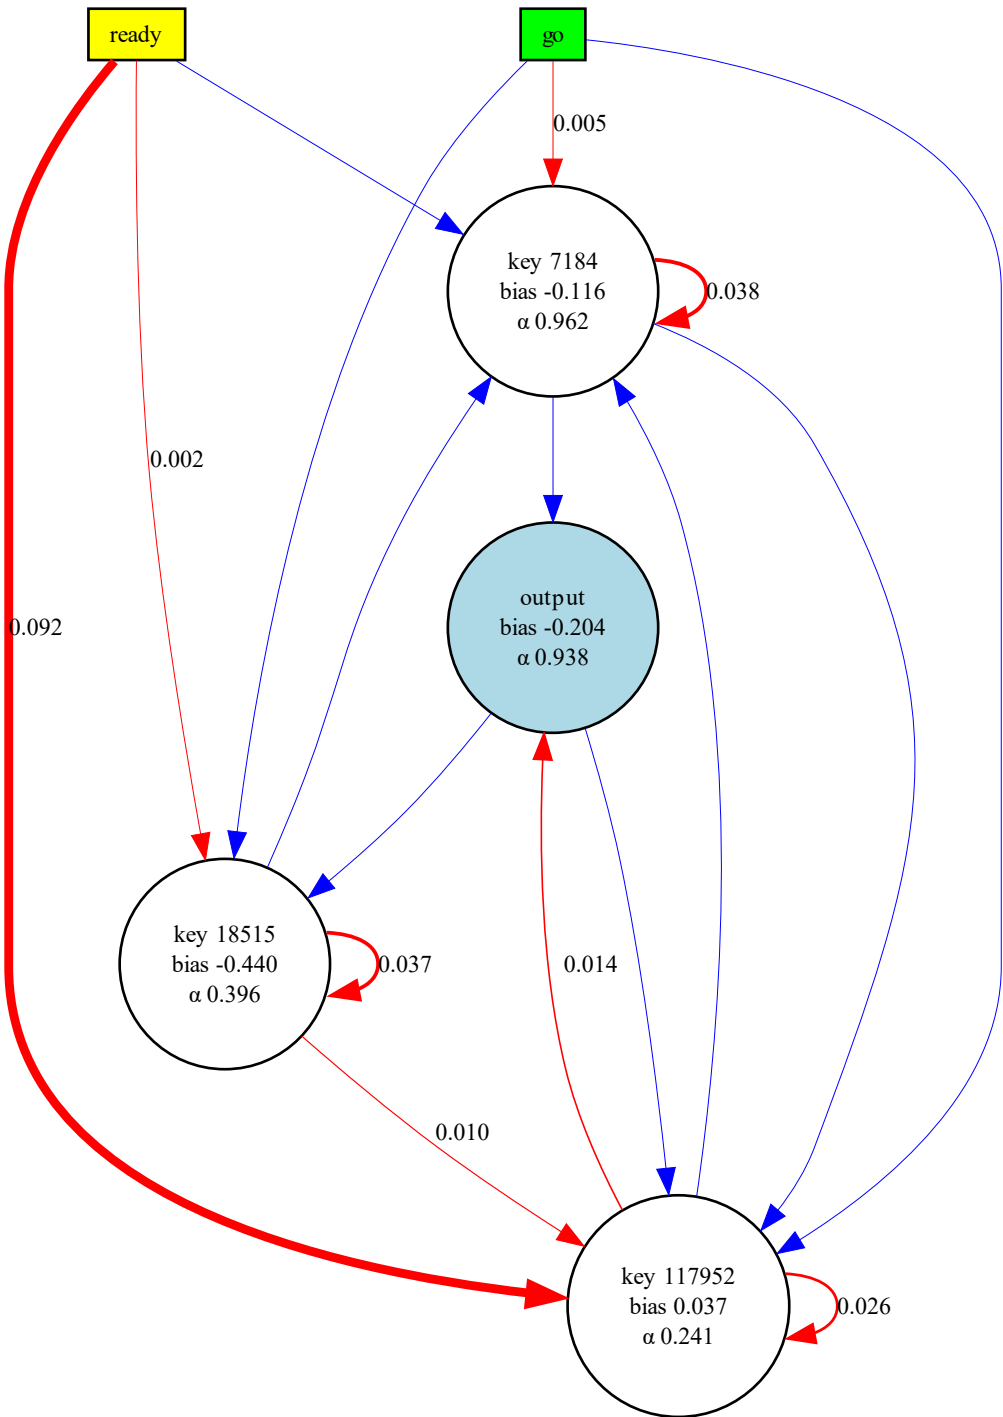 ready
go
0.005
key 7184
bias -0.116
α 0.962
0.038
0.002
output
bias -0.204
α 0.938
0.092
key 18515
bias -0.440
α 0.396
0.037
0.014
0.010
key 117952
bias 0.037
α 0.241
0.026